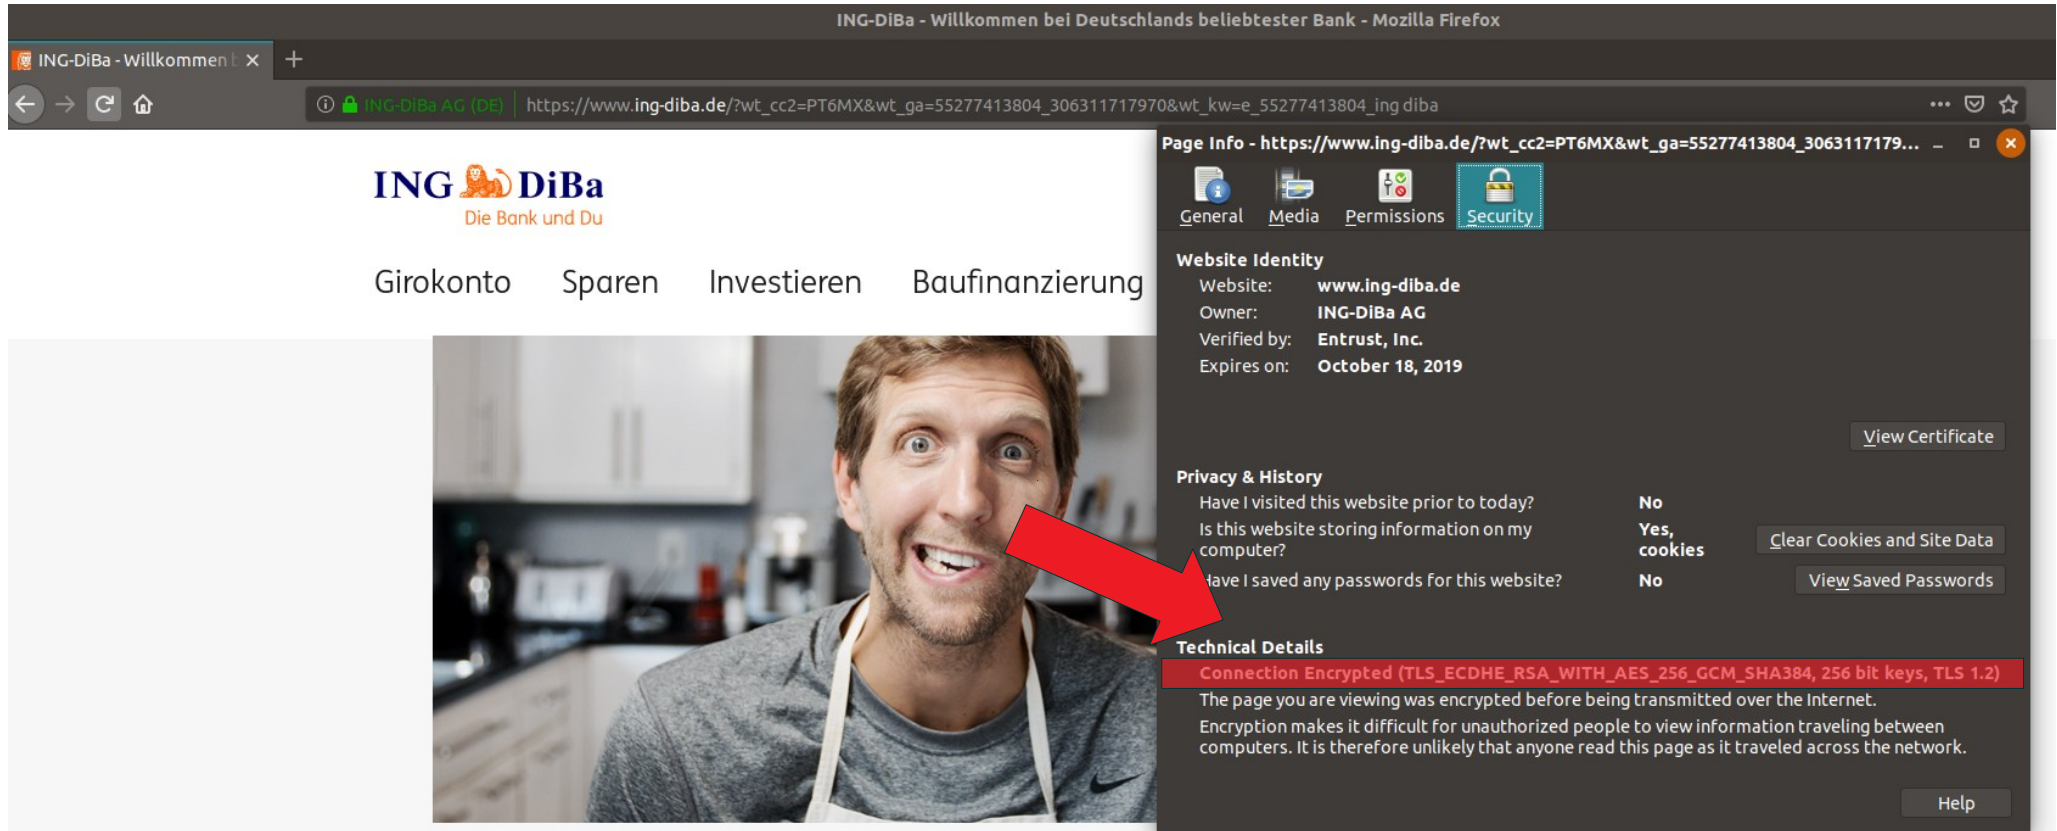 ING-DiBa - Willkommen bei Deutschlands beliebtester Bank - Mozilla Firefox
ING-DiBa - Willkommen
ING-DiBa AG (DE) https://www.ing-diba.de/?wt_cc2=PT6MX&wt_ga=55277413804_306311717970&wt_kw=e_55277413804_ing diba
Page Info - https://www.ing-diba.de/?wt_cc2=PT6MX&wt_ga=55277413804_3063117179...
ING DiBa
Die Bank und Du
General Media Permissions Security
Girokonto Sparen Investieren Baufinanzierung
Website Identity
Website: www.ing-diba.de
Owner: ING-DiBa AG
Verified by: Entrust, Inc.
Expires on: October 18, 2019
View Certificate
Privacy & History
Have I visited this website prior to today? No
Is this website storing information on my computer? Yes, cookies Clear Cookies and Site Data
Have I saved any passwords for this website? No View Saved Passwords
Technical Details
Connection Encrypted (TLS_ECDHE_RSA_WITH_AES_256_GCM_SHA384, 256 bit keys, TLS 1.2)
The page you are viewing was encrypted before being transmitted over the Internet.
Encryption makes it difficult for unauthorized people to view information traveling between
computers. It is therefore unlikely that anyone read this page as it traveled across the network.
Help